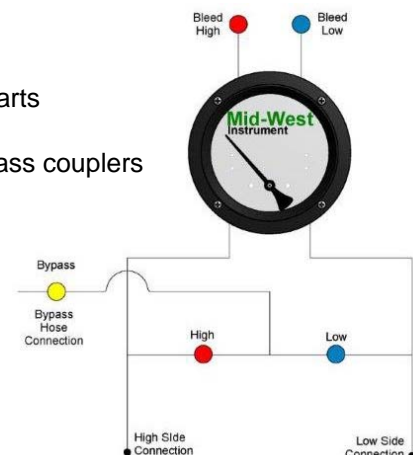 Bleed
High
Bleed
Low
arts
ass couplers
Mid-West
Instrument
Bypass
Bypass
Hose
Connection
High
Low
High SIde
Connection
Low Side
Connection